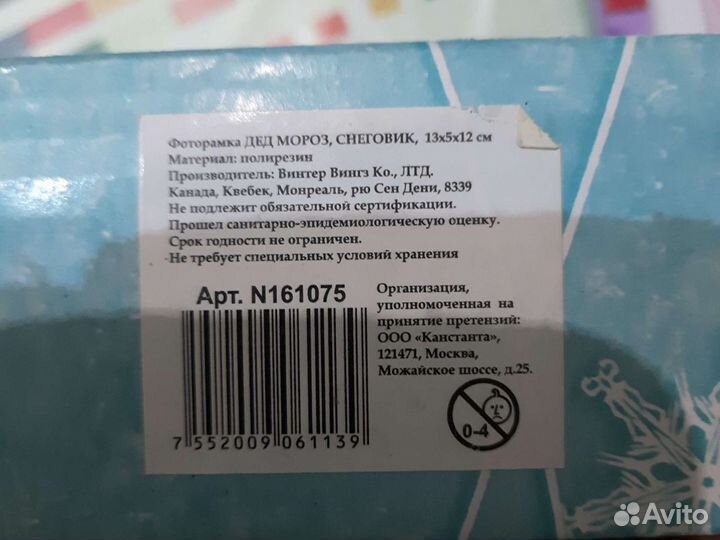 Фоторамка ДЕД МОРОЗ, СНЕГОВИК, 13х5х12 см
Материал: полирезин
Производитель: Винтер Вингз Ко., ЛТД.
Канада, Квебек, Монреаль, рю Сен Дени, 8339
Не подлежит обязательной сертификации.
Прошел санитарно-эпидемиологическую оценку.
Срок годности не ограничен.
Не требует специальных условий хранения
Арт. N161075
7 552009 061139
Организация,
уполномоченная на
принятие претензий:
ООО «Канстанта»,
121471, Москва,
Можайское шоссе, д.25.
0-4
Avito